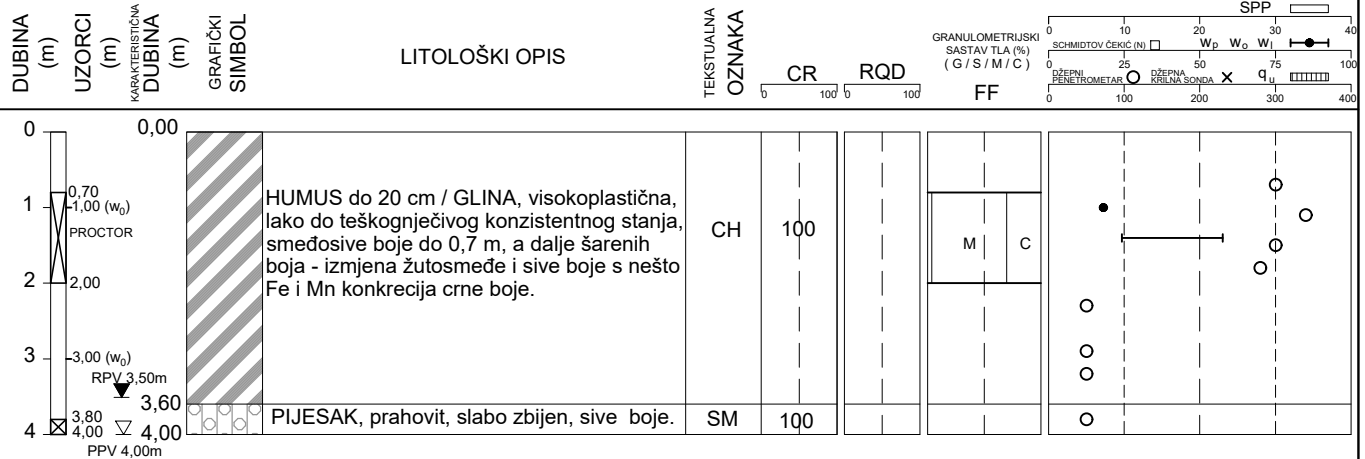 DUBINA
(m)
UZORCI
(m)
KARAKTERISTIČNA
DUBINA
(m)
GRAFIČKI
SIMBOL
LITOLOŠKI OPIS
TEKSTUALNA
OZNAKA
CR
0 100
RQD
0 100
GRANULOMETRIJSKI
SASTAV TLA (%)
( G / S / M / C )
FF
SPP
0 10 20 30 40
SCHMIDTOV ČEKIĆ (N) Wp Wo Wl
0 25 50 75 100
DŽEPNI PENETROMETAR
DŽEPNA KRILNA SONDA
qu
0 100 200 300 400
0
0,00
0,70
1
1,00 (w0)
PROCTOR
2
2,00
HUMUS do 20 cm / GLINA, visokoplastična,
lako do teškognječivog konzistentnog stanja,
smeđosive boje do 0,7 m, a dalje šarenih
boja - izmjena žutosmeđe i sive boje s nešto
Fe i Mn konkrecija crne boje.
CH
100
M
C
3
3,00 (w0)
RPV 3,50m
3,60
3,80
4
4,00
4,00
PPV 4,00m
PIJESAK, prahovit, slabo zbijen, sive boje.
SM
100